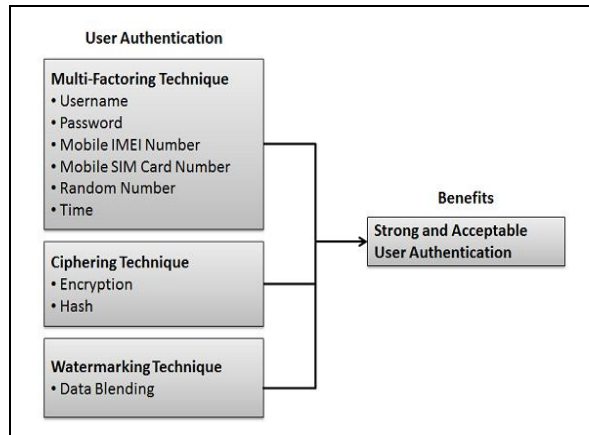 User Authentication
Multi-Factoring Technique
• Username
• Password
• Mobile IMEI Number
• Mobile SIM Card Number
• Random Number
• Time
Ciphering Technique
• Encryption
• Hash
Watermarking Technique
• Data Blending
Benefits
Strong and Acceptable
User Authentication